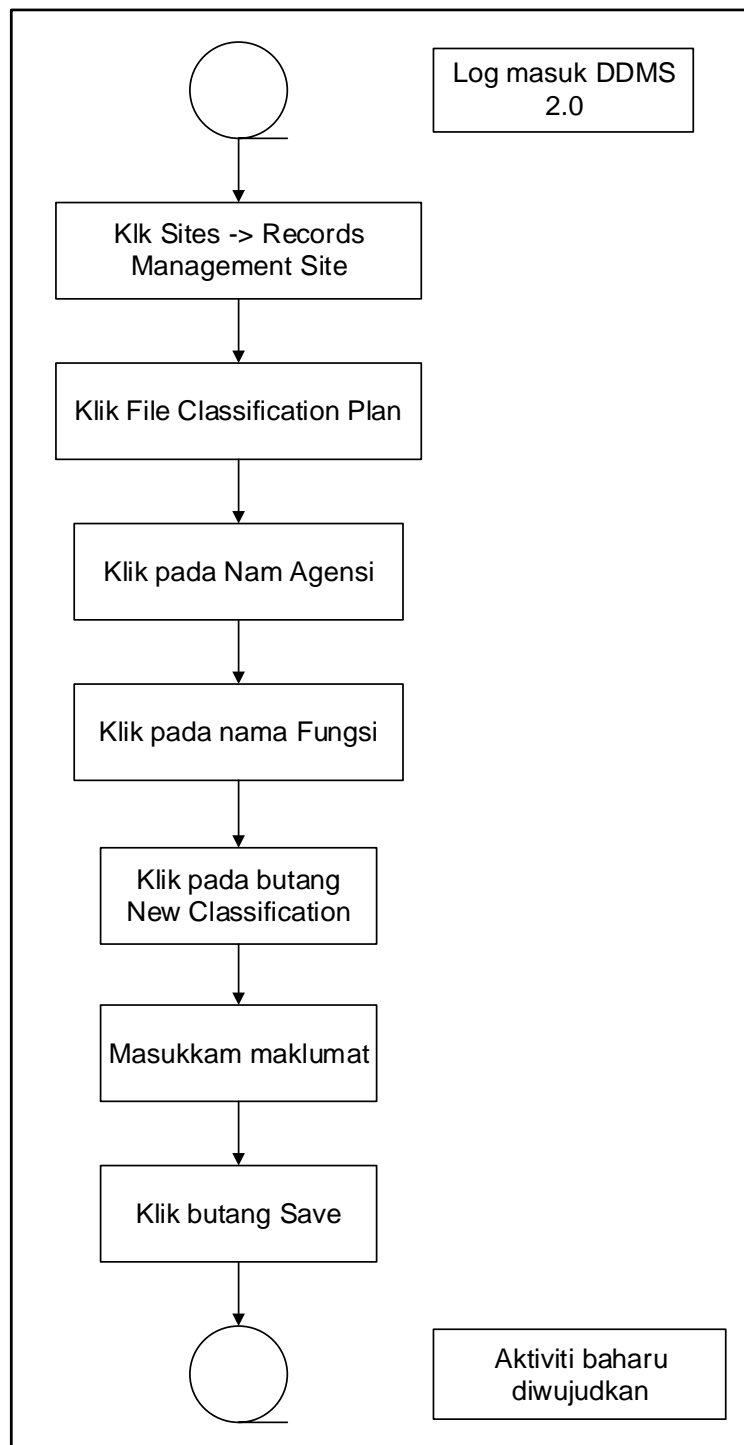 Log masuk DDMS
2.0
Klk Sites -> Records
Management Site
Klik File Classification Plan
Klik pada Nam Agensi
Klik pada nama Fungsi
Klik pada butang
New Classification
Masukkam maklumat
Klik butang Save
Aktiviti baharu
diwujudkan